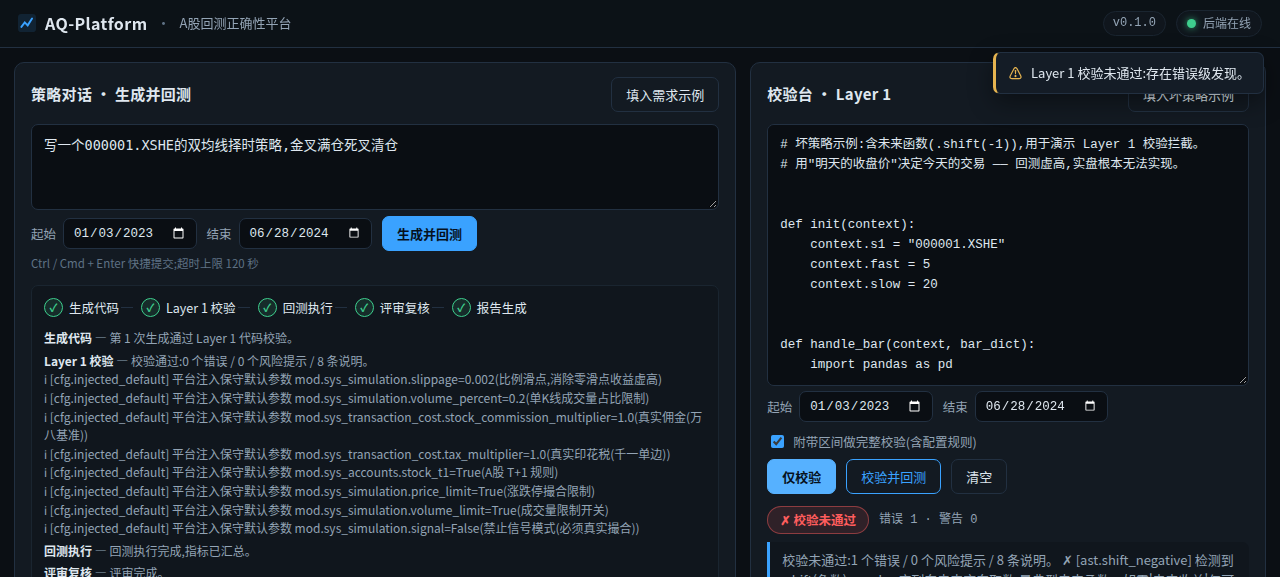 AQ-Platform · A股回测正确性平台
v0.1.0
后端在线
Layer 1 校验未通过:存在错误级发现。
策略对话 · 生成并回测
填入需求示例
写一个000001.XSHE的双均线择时策略,金叉满仓死叉清仓
起始 01/03/2023 结束 06/28/2024 生成并回测
Ctrl / Cmd + Enter 快捷提交;超时上限 120 秒
✓ 生成代码 ✓ Layer 1 校验 ✓ 回测执行 ✓ 评审复核 ✓ 报告生成
生成代码 — 第 1 次生成通过 Layer 1 代码校验。
Layer 1 校验 — 校验通过:0 个错误 / 0 个风险提示 / 8 条说明。
i [cfg.injected_default] 平台注入保守默认参数 mod.sys_simulation.slippage=0.002(比例滑点,消除零滑点收益虚高)
i [cfg.injected_default] 平台注入保守默认参数 mod.sys_simulation.volume_percent=0.2(单K线成交量占比限制)
i [cfg.injected_default] 平台注入保守默认参数 mod.sys_transaction_cost.stock_commission_multiplier=1.0(真实佣金(万
八基准))
i [cfg.injected_default] 平台注入保守默认参数 mod.sys_transaction_cost.tax_multiplier=1.0(真实印花税(千一单边))
i [cfg.injected_default] 平台注入保守默认参数 mod.sys_accounts.stock_t1=True(A股 T+1 规则)
i [cfg.injected_default] 平台注入保守默认参数 mod.sys_simulation.price_limit=True(涨跌停撮合限制)
i [cfg.injected_default] 平台注入保守默认参数 mod.sys_simulation.volume_limit=True(成交量限制开关)
i [cfg.injected_default] 平台注入保守默认参数 mod.sys_simulation.signal=False(禁止信号模式(必须真实撮合))
回测执行 — 回测执行完成,指标已汇总。
评审复核 — 评审完成。
校验台 · Layer 1
填入坏策略示例
# 坏策略示例:含未来函数(.shift(-1)),用于演示 Layer 1 校验拦截。
# 用"明天的收盘价"决定今天的交易 —— 回测虚高,实盘根本无法实现。
def init(context):
context.s1 = "000001.XSHE"
context.fast = 5
context.slow = 20
def handle_bar(context, bar_dict):
import pandas as pd
起始 01/03/2023 结束 06/28/2024
附带区间做完整校验(含配置规则)
仅校验 校验并回测 清空
✗ 校验未通过 错误 1 · 警告 0
校验未通过:1 个错误 / 0 个风险提示 / 8 条说明。 ✗ [ast.shift_negative] 检测到